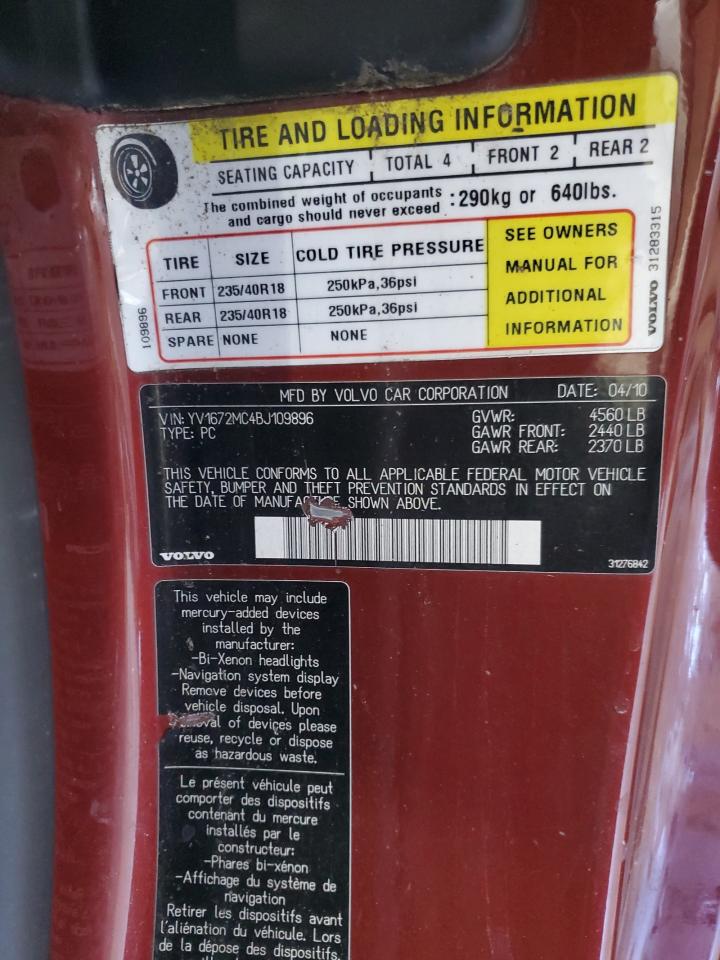 TIRE AND LOADING INFORMATION
SEATING CAPACITY TOTAL 4 FRONT 2 REAR 2
The combined weight of occupants and cargo should never exceed : 290kg or 640lbs.
TIRE SIZE COLD TIRE PRESSURE
FRONT 235/40R18 250kPa,36psi
REAR 235/40R18 250kPa,36psi
SPARE NONE NONE
SEE OWNERS
MANUAL FOR
ADDITIONAL
INFORMATION
109896
VOLVO 31283315
MFD BY VOLVO CAR CORPORATION DATE: 04/10
VIN: YV1672MC4BJ109896 GVWR: 4560 LB
TYPE: PC GAWR FRONT: 2440 LB
GAWR REAR: 2370 LB
THIS VEHICLE CONFORMS TO ALL APPLICABLE FEDERAL MOTOR VEHICLE
SAFETY, BUMPER AND THEFT PREVENTION STANDARDS IN EFFECT ON
THE DATE OF SHOWN ABOVE.
VOLVO 31276842
This vehicle may include
mercury-added devices
installed by the
manufacturer:
-Bi-Xenon headlights
-Navigation system display
Remove devices before
vehicle disposal. Upon
of devices please
reuse, recycle or dispose
as hazardous waste.
Le présent véhicule peut
comporter des dispositifs
contenant du mercure
installés par le
constructeur:
-Phares bi-xénon
-Affichage du système de
navigation
Retirer les dispositifs avant
l'aliénation du véhicule. Lors
de la dépose des dispositifs,